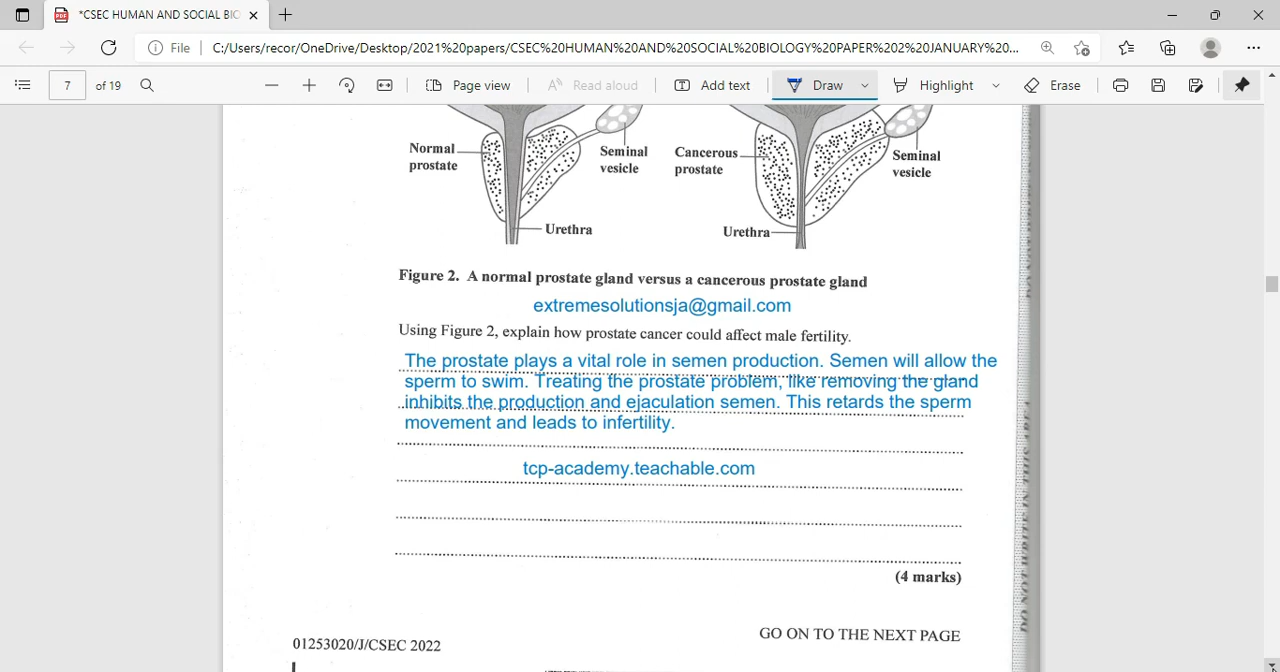 *CSEC HUMAN AND SOCIAL BIO
File C:/Users/recor/OneDrive/Desktop/2021%20papers/CSEC%20HUMAN%20AND%20SOCIAL%20BIOLOGY%20PAPER%202%20JANUARY%20...
7 of 19 Page view Read aloud Add text Draw Highlight Erase
Normal
prostate
Seminal
vesicle
Urethra
Cancerous
prostate
Seminal
vesicle
Urethra
Figure 2. A normal prostate gland versus a cancerous prostate gland
extremesolutionsja@gmail.com
Using Figure 2, explain how prostate cancer could affect male fertility.
The prostate plays a vital role in semen production. Semen will allow the
sperm to swim. Treating the prostate problem, like removing the gland
inhibits the production and ejaculation semen. This retards the sperm
movement and leads to infertility.
tcp-academy.teachable.com
(4 marks)
GO ON TO THE NEXT PAGE
01253020/J/CSEC 2022